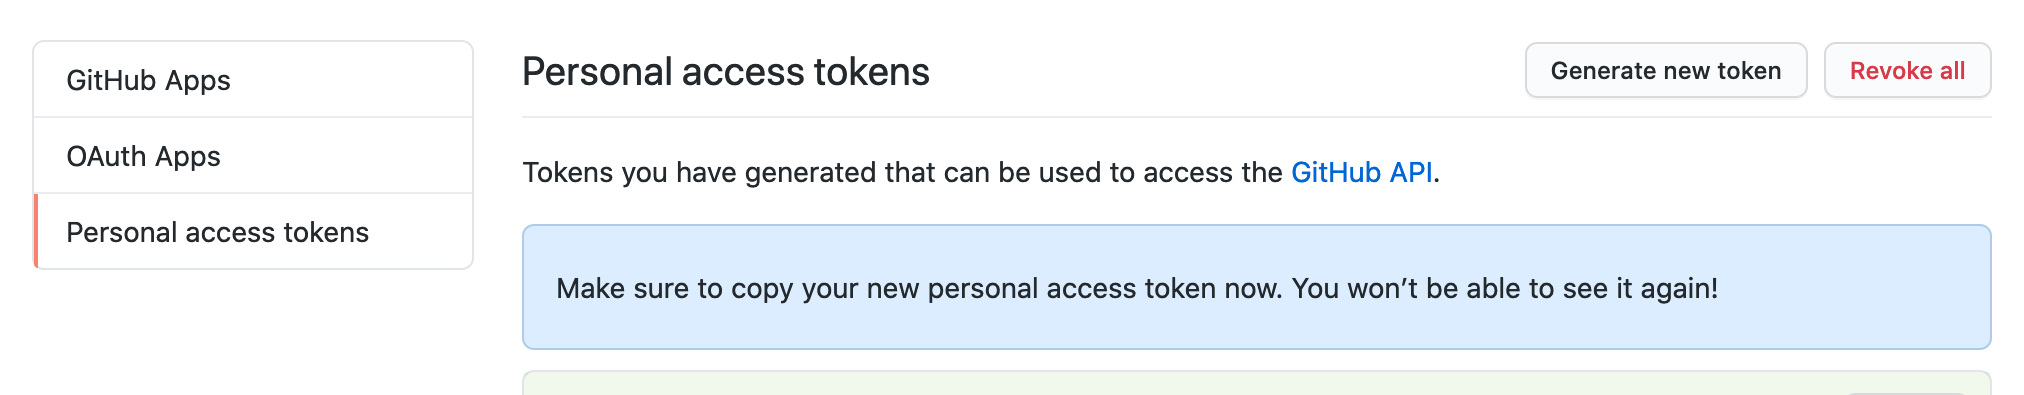 GitHub Apps
OAuth Apps
Personal access tokens
Personal access tokens
Generate new token
Revoke all
Tokens you have generated that can be used to access the GitHub API.
Make sure to copy your new personal access token now. You won’t be able to see it again!